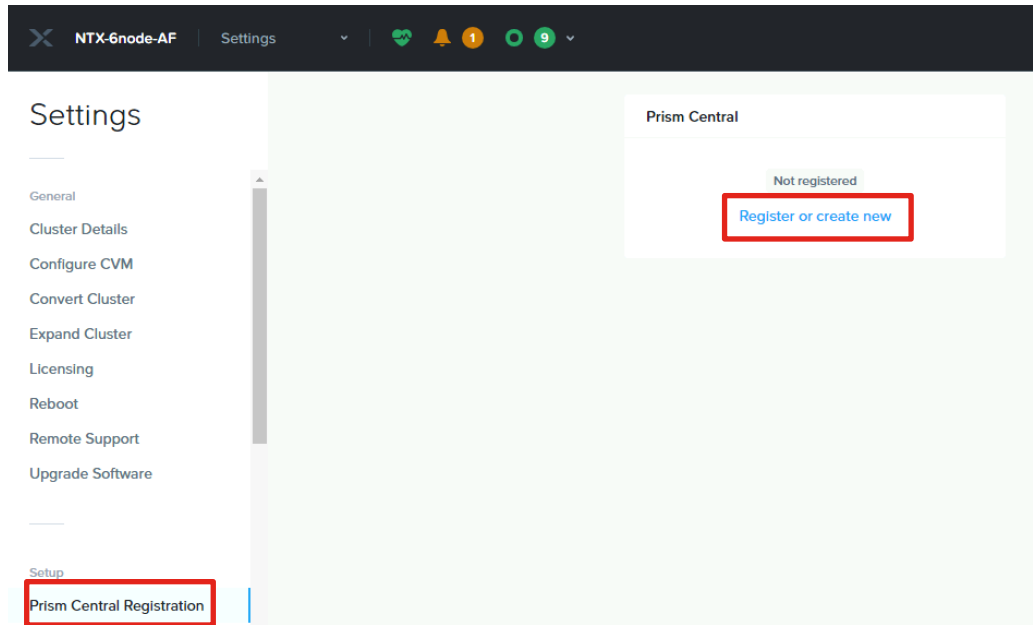 NTX-6node-AF Settings 1 9
Settings
Prism Central
Not registered
Register or create new
General
Cluster Details
Configure CVM
Convert Cluster
Expand Cluster
Licensing
Reboot
Remote Support
Upgrade Software
Setup
Prism Central Registration